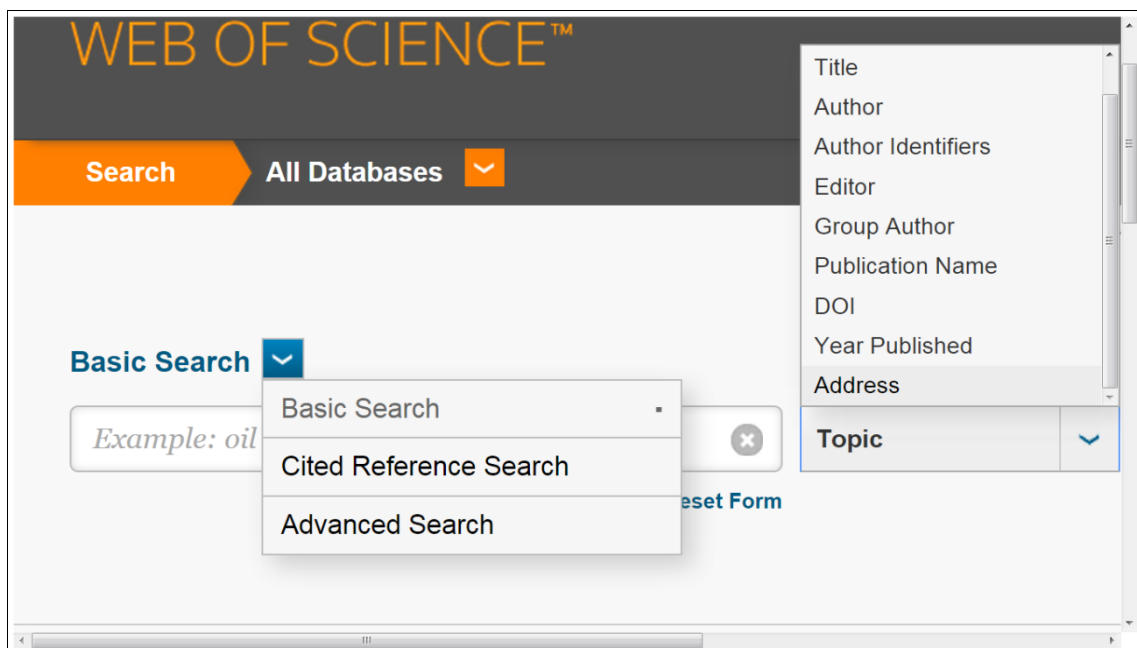 WEB OF SCIENCE™
Title
Author
Author Identifiers
Editor
Group Author
Publication Name
DOI
Year Published
Address
Search
All Databases
Basic Search
Basic Search
Cited Reference Search
Advanced Search
Example: oil
Topic
eset Form